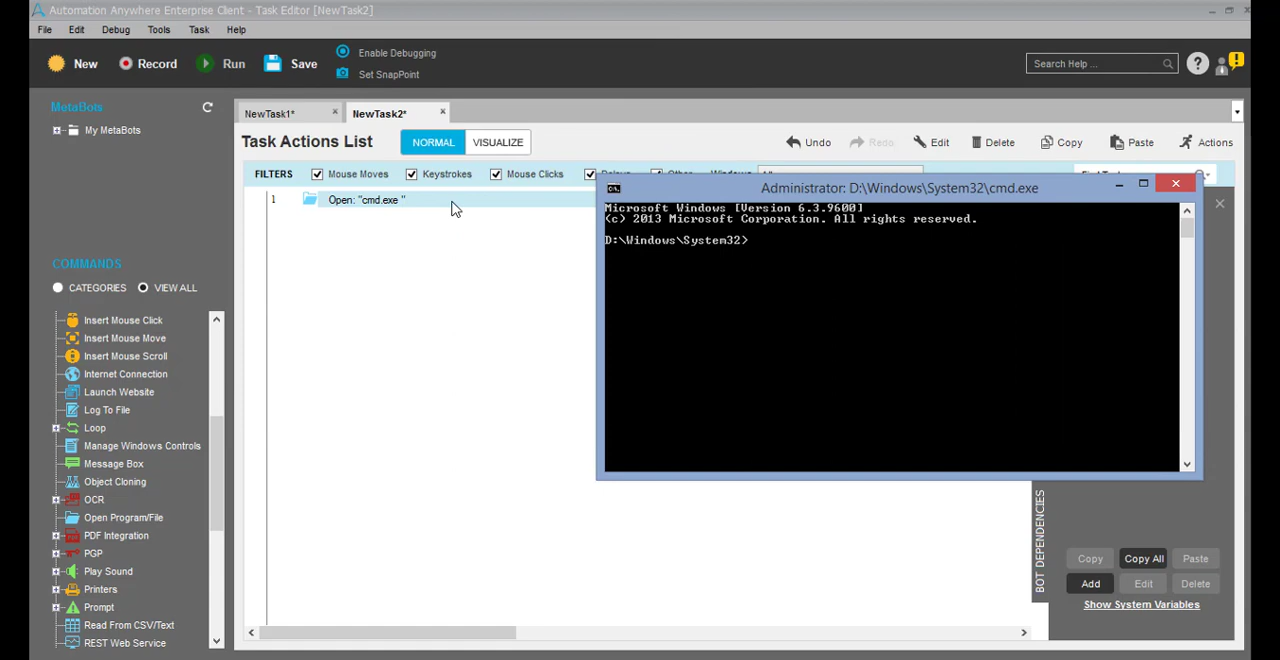 Automation Anywhere Enterprise Client - Task Editor [NewTask2]
File Edit Debug Tools Task Help
New Record Run Save
Enable Debugging
Set SnapPoint
Search Help ...
?
MetaBots
My MetaBots
NewTask1* NewTask2*
Task Actions List NORMAL VISUALIZE Undo Redo Edit Delete Copy Paste Actions
FILTERS Mouse Moves Keystrokes Mouse Clicks
1 Open: "cmd.exe "
Administrator: D:\Windows\System32\cmd.exe
Microsoft Windows [Version 6.3.9600]
(c) 2013 Microsoft Corporation. All rights reserved.
D:\Windows\System32>
COMMANDS
CATEGORIES VIEW ALL
Insert Mouse Click
Insert Mouse Move
Insert Mouse Scroll
Internet Connection
Launch Website
Log To File
Loop
Manage Windows Controls
Message Box
Object Cloning
OCR
Open Program/File
PDF Integration
PGP
Play Sound
Printers
Prompt
Read From CSV/Text
REST Web Service
BOT DEPENDENCIES
Copy Copy All Paste
Add Edit Delete
Show System Variables